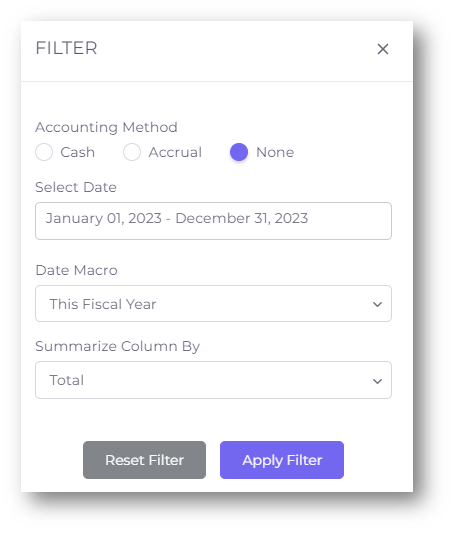 FILTER
Accounting Method
Cash Accrual None
Select Date
January 01, 2023 - December 31, 2023
Date Macro
This Fiscal Year
Summarize Column By
Total
Reset Filter Apply Filter